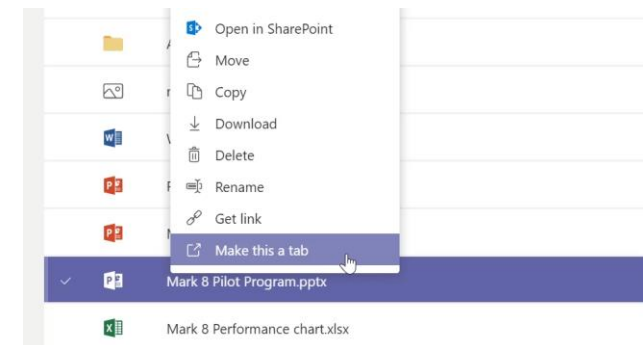 Open in SharePoint
Move
Copy
Download
Delete
Rename
Get link
Make this a tab
Mark 8 Pilot Program.pptx
Mark 8 Performance chart.xlsx